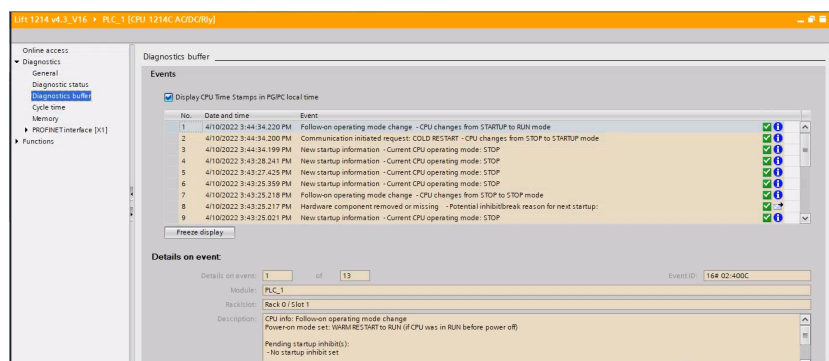 Lift 1214 v4.3_V16 ▸ PLC_1 [CPU 1214C AC/DC/Rly]
Online access
Diagnostics
General
Diagnostic status
Diagnostics buffer
Cycle time
Memory
PROFINET interface [X1]
Functions
Diagnostics buffer
Events
Display CPU Time Stamps in PG/PC local time
No. Date and time Event
1 4/10/2022 3:44:34.220 PM Follow-on operating mode change - CPU changes from STARTUP to RUN mode
2 4/10/2022 3:44:34.200 PM Communication initiated request: COLD RESTART - CPU changes from STOP to STARTUP mode
3 4/10/2022 3:44:34.199 PM New startup information - Current CPU operating mode: STOP
4 4/10/2022 3:43:28.241 PM New startup information - Current CPU operating mode: STOP
5 4/10/2022 3:43:27.425 PM New startup information - Current CPU operating mode: STOP
6 4/10/2022 3:43:25.359 PM New startup information - Current CPU operating mode: STOP
7 4/10/2022 3:43:25.218 PM Follow-on operating mode change - CPU changes from STOP to STOP mode
8 4/10/2022 3:43:25.217 PM Hardware component removed or missing - Potential inhibit/break reason for next startup:
9 4/10/2022 3:43:25.021 PM New startup information - Current CPU operating mode: STOP
Freeze display
Details on event:
Details on event: 1 of 13 Event ID: 16# 02:400C
Module: PLC_1
Rack/slot: Rack 0 / Slot 1
Description: CPU info: Follow-on operating mode change
Power-on mode set: WARM RESTART to RUN (if CPU was in RUN before power off)
Pending startup inhibit(s):
- No startup inhibit set